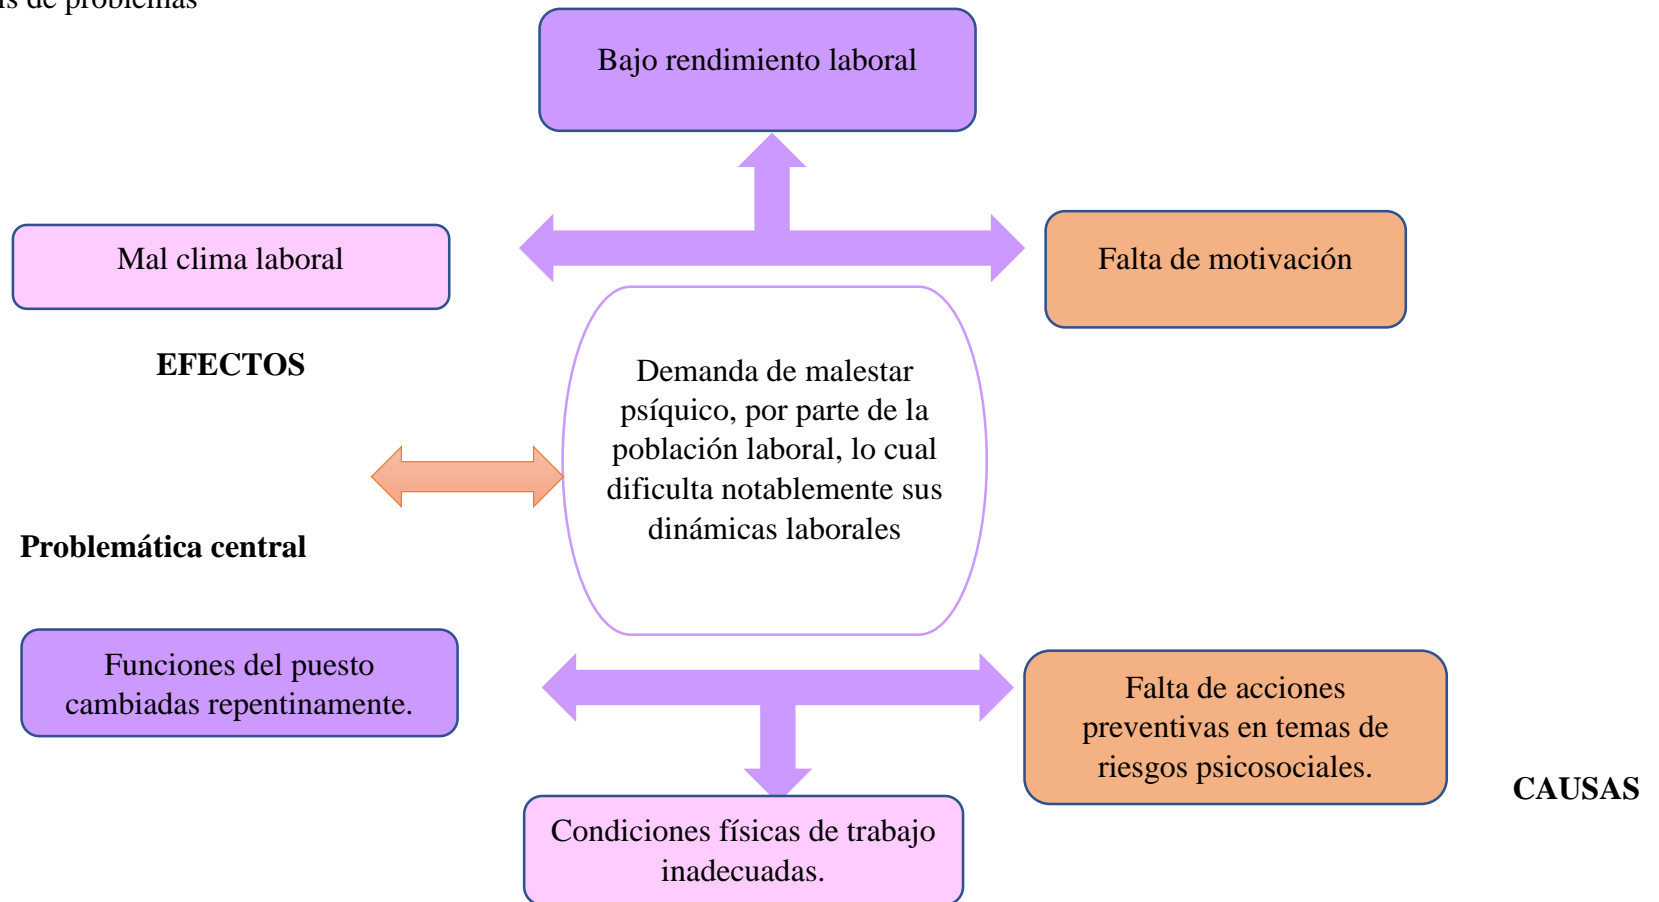 de problemas
Bajo rendimiento laboral
Mal clima laboral
Falta de motivación
EFECTOS
Demanda de malestar
psíquico, por parte de la
población laboral, lo cual
dificulta notablemente sus
dinámicas laborales
Problemática central
Funciones del puesto
cambiadas repentinamente.
Falta de acciones
preventivas en temas de
riesgos psicosociales.
CAUSAS
Condiciones físicas de trabajo
inadecuadas.